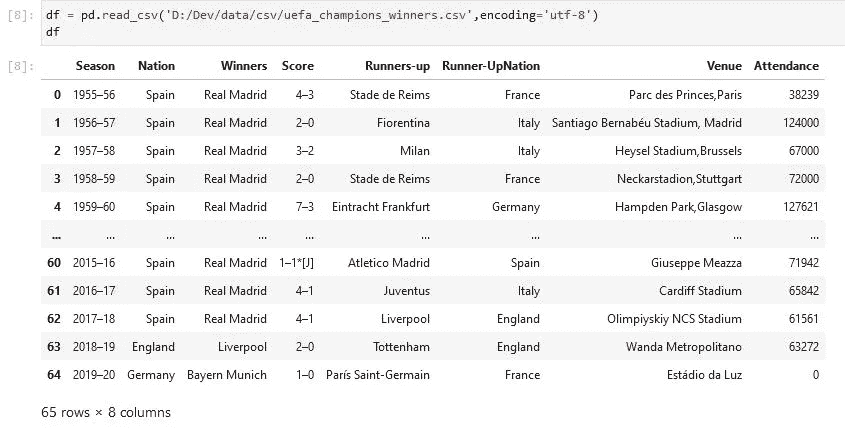 [8]: df = pd.read_csv('D:/Dev/data/csv/uefa_champions_winners.csv',encoding='utf-8')
df
[8]: Season Nation Winners Score Runners-up Runner-UpNation Venue Attendance
0 1955–56 Spain Real Madrid 4–3 Stade de Reims France Parc des Princes,Paris 38239
1 1956–57 Spain Real Madrid 2–0 Fiorentina Italy Santiago Bernabéu Stadium, Madrid 124000
2 1957–58 Spain Real Madrid 3–2 Milan Italy Heysel Stadium,Brussels 67000
3 1958–59 Spain Real Madrid 2–0 Stade de Reims France Neckarstadion,Stuttgart 72000
4 1959–60 Spain Real Madrid 7–3 Eintracht Frankfurt Germany Hampden Park,Glasgow 127621
... ... ... ... ... ... ... ... ...
60 2015–16 Spain Real Madrid 1–1*[J] Atletico Madrid Spain Giuseppe Meazza 71942
61 2016–17 Spain Real Madrid 4–1 Juventus Italy Cardiff Stadium 65842
62 2017–18 Spain Real Madrid 4–1 Liverpool England Olimpiyskiy NCS Stadium 61561
63 2018–19 England Liverpool 2–0 Tottenham England Wanda Metropolitano 63272
64 2019–20 Germany Bayern Munich 1–0 París Saint-Germain France Estádio da Luz 0
65 rows × 8 columns